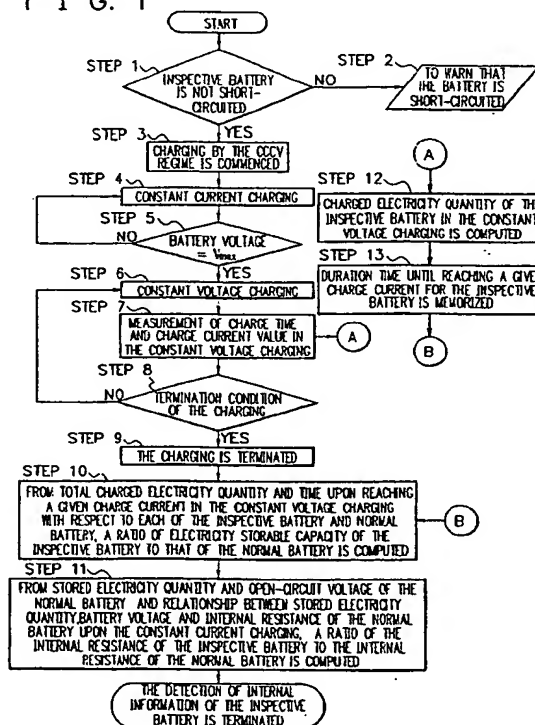 F I G. 1
START
STEP 1
INSPECTIVE BATTERY
IS NOT SHORT-
CIRCUITED
NO
STEP 2
TO WARN THAT
THE BATTERY IS
SHORT-CIRCUITED
YES
STEP 3
CHARGING BY THE CCCV
REGIME IS COMMENCED
STEP 4
CONSTANT CURRENT CHARGING
STEP 5
NO
BATTERY VOLTAGE
= Vmax
YES
STEP 6
CONSTANT VOLTAGE CHARGING
STEP 7
MEASUREMENT OF CHARGE TIME
AND CHARGE CURRENT VALUE IN
THE CONSTANT VOLTAGE CHARGING
A
STEP 8
NO
TERMINATION CONDITION
OF THE CHARGING
YES
STEP 9
THE CHARGING IS TERMINATED
STEP 10
FROM TOTAL CHARGED ELECTRICITY QUANTITY AND TIME UPON REACHING
A GIVEN CHARGE CURRENT IN THE CONSTANT VOLTAGE CHARGING
WITH RESPECT TO EACH OF THE INSPECTIVE BATTERY AND NORMAL
BATTERY, A RATIO OF ELECTRICITY STORABLE CAPACITY OF THE
INSPECTIVE BATTERY TO THAT OF THE NORMAL BATTERY IS COMPUTED
B
STEP 11
FROM STORED ELECTRICITY QUANTITY AND OPEN-CIRCUIT VOLTAGE OF THE
NORMAL BATTERY AND RELATIONSHIP BETWEEN STORED ELECTRICITY
QUANTITY,BATTERY VOLTAGE AND INTERNAL RESISTANCE OF THE NORMAL
BATTERY UPON THE CONSTANT CURRENT CHARGING, A RATIO OF THE
INTERNAL RESISTANCE OF THE INSPECTIVE BATTERY TO THE INTERNAL
RESISTANCE OF THE NORMAL BATTERY IS COMPUTED
THE DETECTION OF INTERNAL
INFORMATION OF THE INSPECTIVE
BATTERY IS TERMINATED
A
STEP 12
CHARGED ELECTRICITY QUANTITY OF THE
INSPECTIVE BATTERY IN THE CONSTANT
VOLTAGE CHARGING IS COMPUTED
STEP 13
DURATION TIME UNTIL REACHING A GIVEN
CHARGE CURRENT FOR THE INSPECTIVE
BATTERY IS MEMORIZED
B